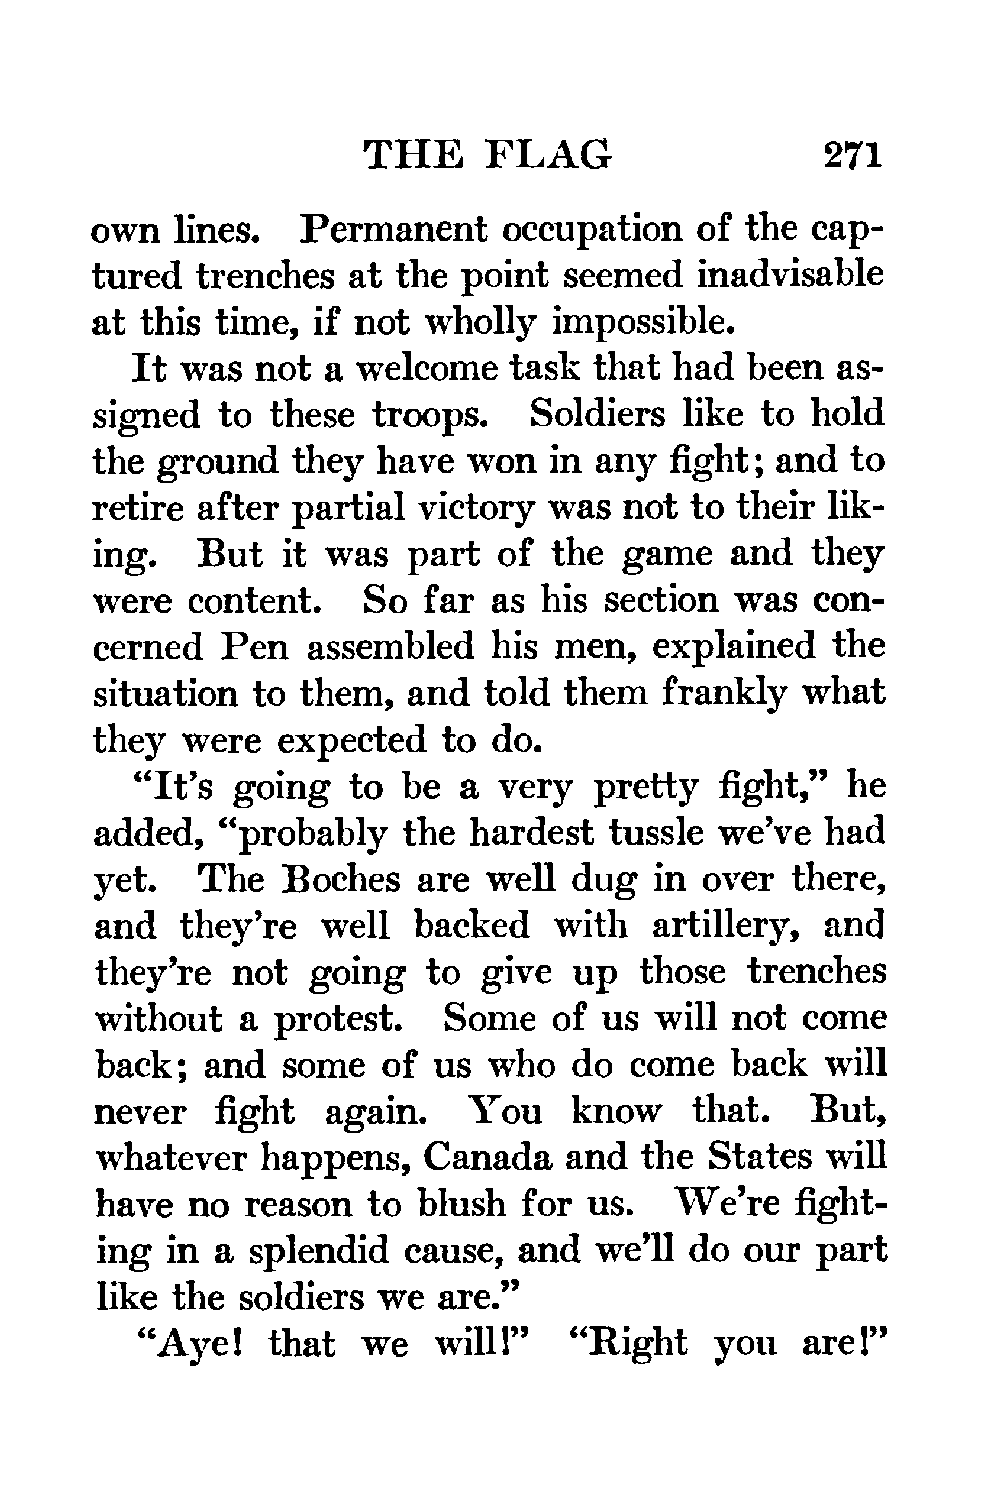 THE FLAG 271
own lines. Permanent occupation of the cap-
tured trenches at the point seemed inadvisable
at this time, if not wholly impossible.
It was not a welcome task that had been as-
signed to these troops. Soldiers like to hold
the ground they have won in any fight; and to
retire after partial victory was not to their lik-
ing. But it was part of the game and they
were content. So far as his section was con-
cerned Pen assembled his men, explained the
situation to them, and told them frankly what
they were expected to do.
“It’s going to be a very pretty fight,” he
added, “probably the hardest tussle we’ve had
yet. The Boches are well dug in over there,
and they’re well backed with artillery, and
they’re not going to give up those trenches
without a protest. Some of us will not come
back; and some of us who do come back will
never fight again. You know that. But,
whatever happens, Canada and the States will
have no reason to blush for us. We’re fight-
ing in a splendid cause, and we’ll do our part
like the soldiers we are.”
“Aye! that we will!” “Right you are!”